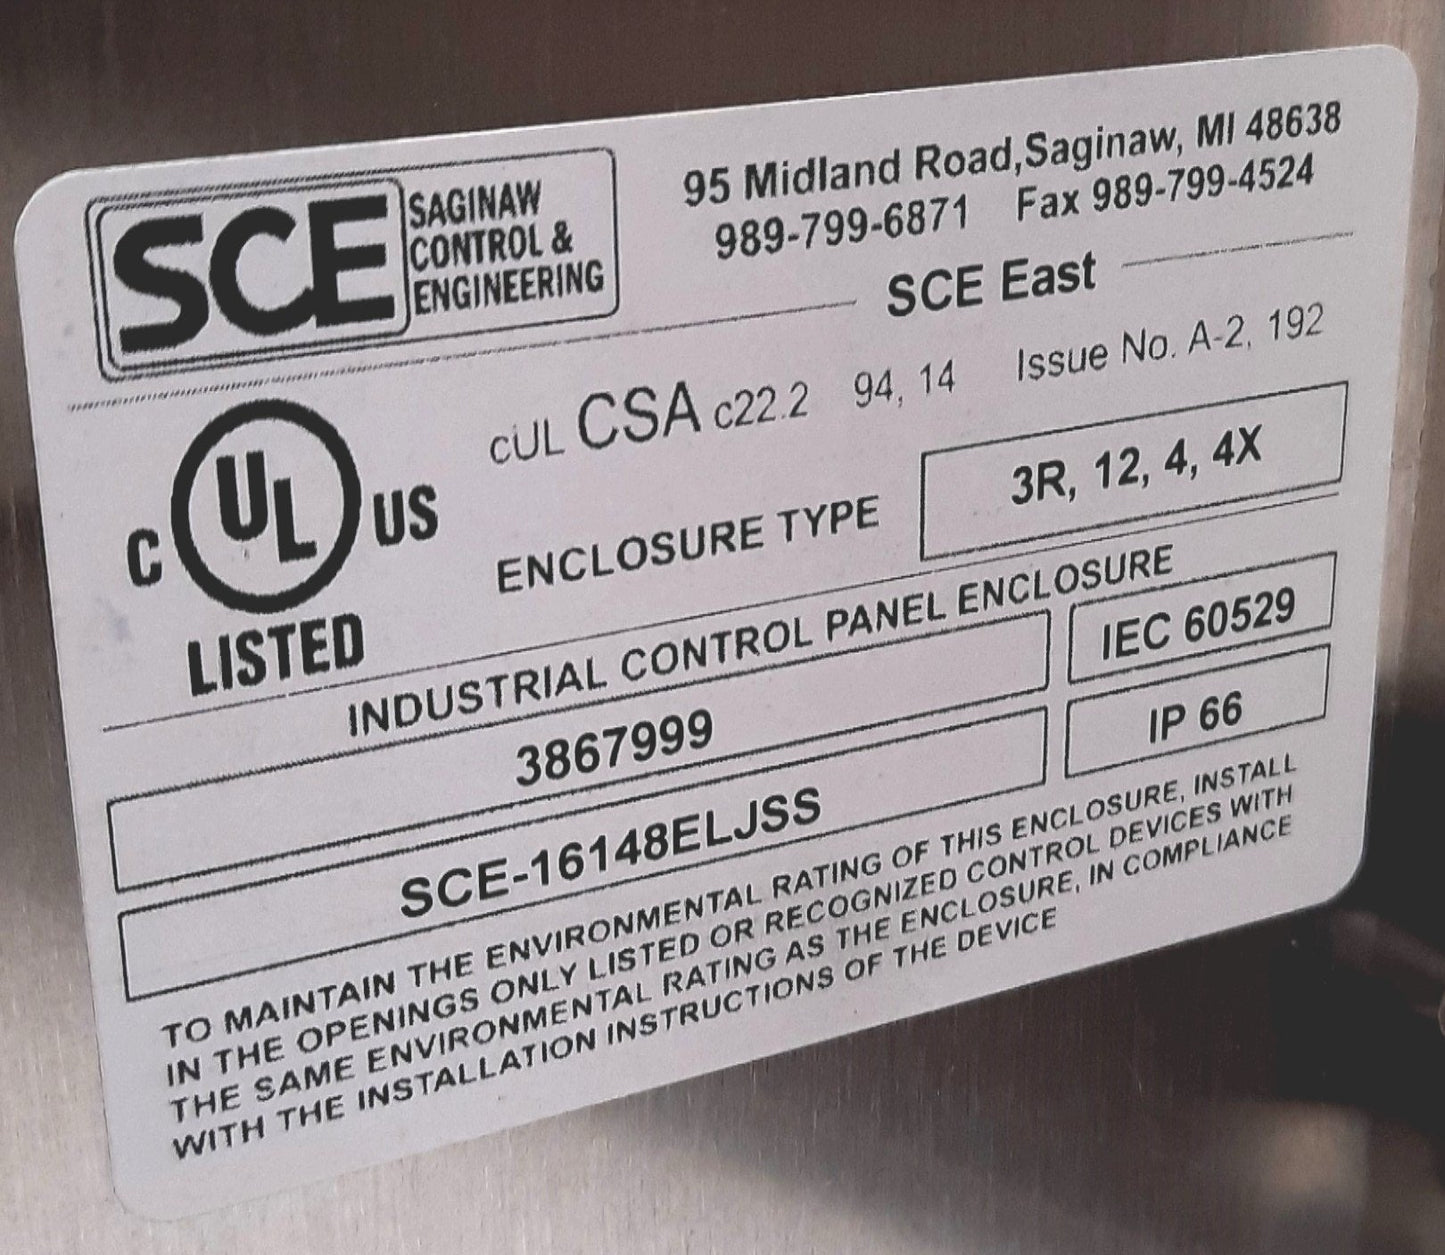 SCE SAGINAW
CONTROL &
ENGINEERING
95 Midland Road,Saginaw, MI 48638
989-799-6871 Fax 989-799-4524
SCE East
cUL CSA c22.2 94, 14 Issue No. A-2, 192
C UL US
LISTED
ENCLOSURE TYPE 3R, 12, 4, 4X
INDUSTRIAL CONTROL PANEL ENCLOSURE
3867999 IEC 60529
SCE-16148ELJSS IP 66
TO MAINTAIN THE ENVIRONMENTAL RATING OF THIS ENCLOSURE, INSTALL
IN THE OPENINGS ONLY LISTED OR RECOGNIZED CONTROL DEVICES WITH
THE SAME ENVIRONMENTAL RATING AS THE ENCLOSURE, IN COMPLIANCE
WITH THE INSTALLATION INSTRUCTIONS OF THE DEVICE